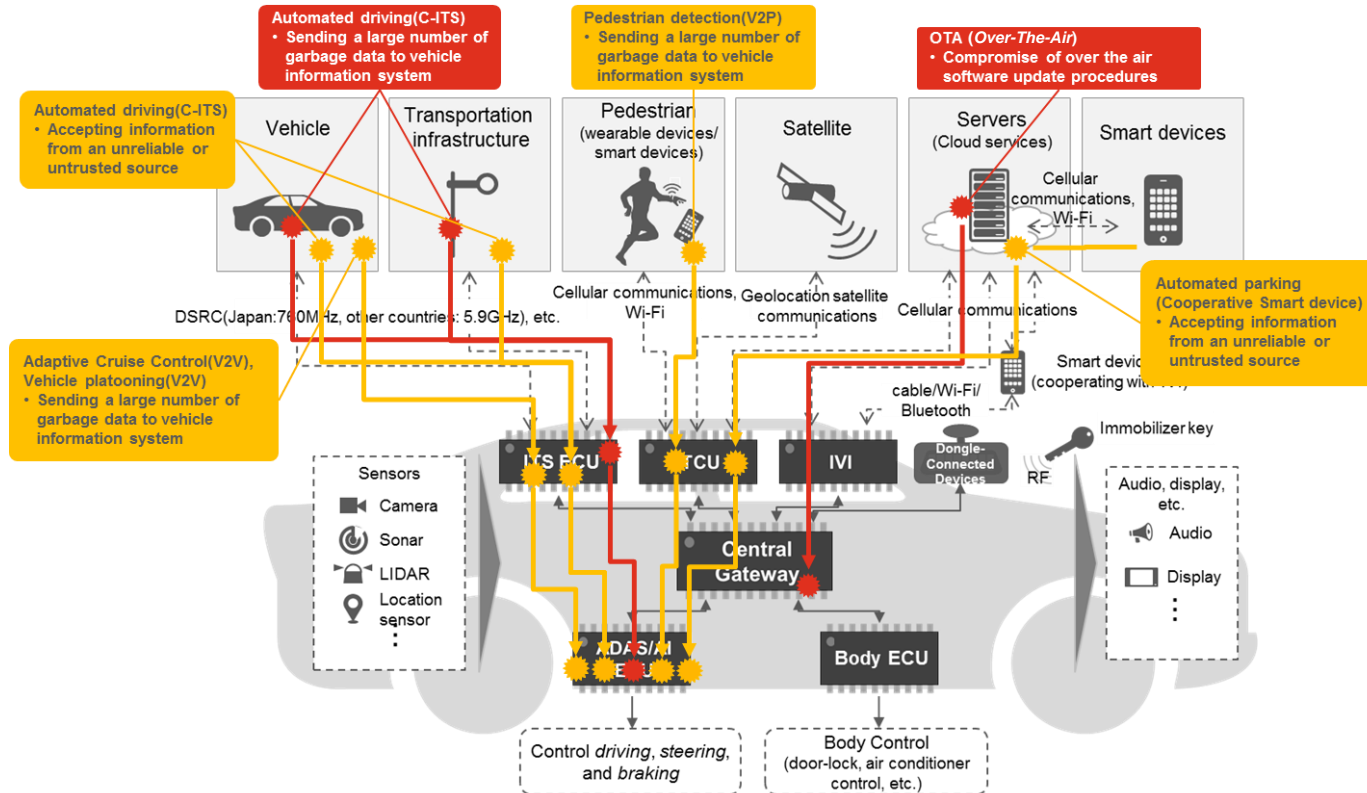 Automated driving(C-ITS)
• Sending a large number of
garbage data to vehicle
information system
Pedestrian detection(V2P)
• Sending a large number of
garbage data to vehicle
information system
OTA (Over-The-Air)
• Compromise of over the air
software update procedures
Automated driving(C-ITS)
• Accepting information
from an unreliable or
untrusted source
Vehicle
Transportation
infrastructure
Pedestrian
(wearable devices/
smart devices)
Satellite
Servers
(Cloud services)
Smart devices
Cellular
communications,
Wi-Fi
DSRC(Japan:760MHz, other countries: 5.9GHz), etc.
Cellular communications,
Wi-Fi
Geolocation satellite
communications
Cellular communications
Automated parking
(Cooperative Smart device)
• Accepting information
from an unreliable or
untrusted source
Adaptive Cruise Control(V2V),
Vehicle platooning(V2V)
• Sending a large number of
garbage data to vehicle
information system
Smart
(cooperating
cable/Wi-Fi/
Bluetooth
Immobilizer key
ITS ECU
TCU
IVI
Dongle-
Connected
Devices
RF
Sensors
Camera
Sonar
LIDAR
Location
sensor
Audio, display,
etc.
Audio
Display
Central
Gateway
ADAS/AI
ECU
Body ECU
Control driving, steering,
and braking
Body Control
(door-lock, air conditioner
control, etc.)